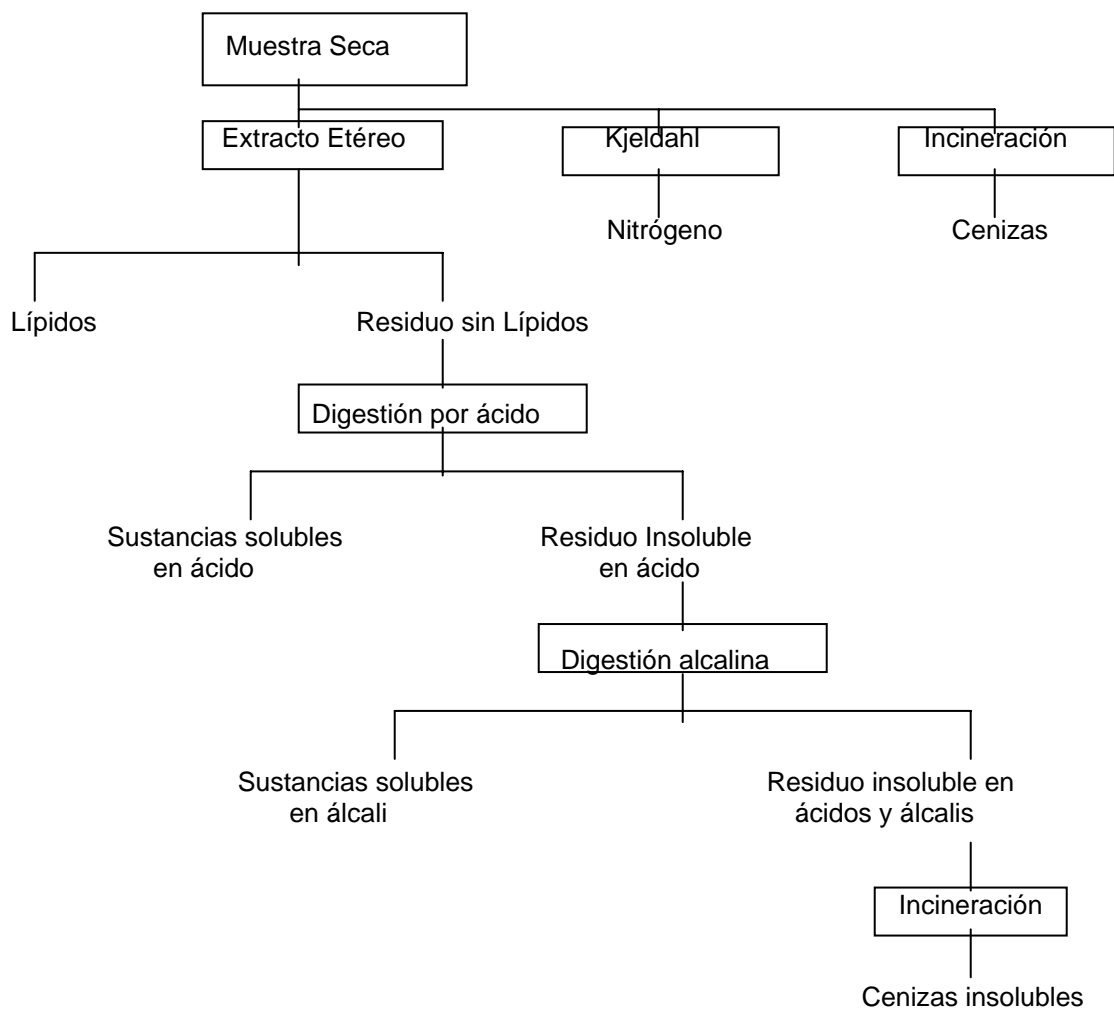 Muestra Seca
Extracto Etéreo
Kjeldahl
Incineración
Nitrógeno
Cenizas
Lípidos
Residuo sin Lípidos
Digestión por ácido
Sustancias solubles
en ácido
Residuo Insoluble
en ácido
Digestión alcalina
Sustancias solubles
en álcali
Residuo insoluble en
ácidos y álcalis
Incineración
Cenizas insolubles